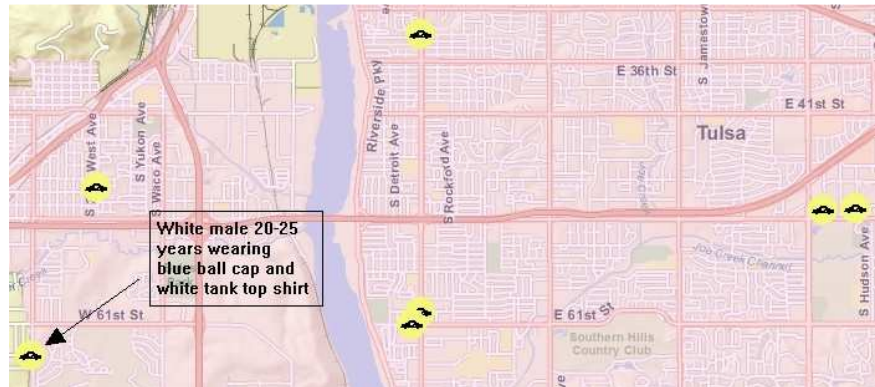 E 36th St
S Jamestown
E 41st St
Riverside Pky
West Ave
S Yukon Ave
S Waco Ave
S Detroit Ave
S Rockford Ave
Tulsa
White male 20-25
years wearing
blue ball cap and
white tank top shirt
Joe Creek Channel
S Hudson Ave
W 61st St
E 61st St
Southern Hills
Country Club